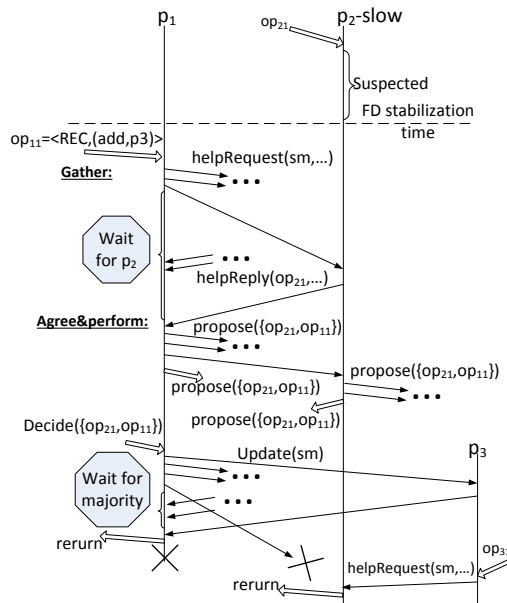 p1
p2-slow
op21
Suspected
FD stabilization
time
op11=<REC,(add,p3)>
helpRequest(sm,...)
Gather:
...
Wait
for p2
...
helpReply(op21,...)
Agree&perform:
propose({op21,op11})
...
propose({op21,op11})
propose({op21,op11})
...
propose({op21,op11})
Decide({op21,op11})
p3
Update(sm)
...
Wait for
majority
...
rerurn
op31
helpRequest(sm,...)
rerurn